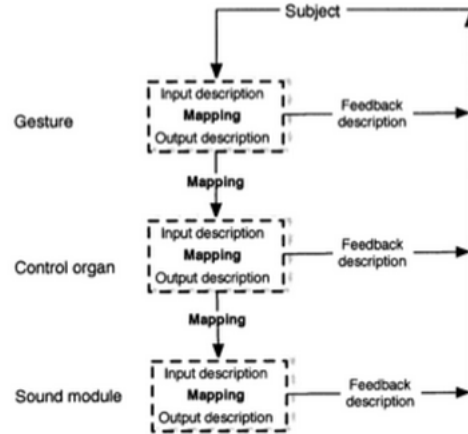 Subject
Input description
Gesture
Mapping
Feedback description
Output description
Mapping
Input description
Control organ
Mapping
Feedback description
Output description
Mapping
Input description
Sound module
Mapping
Feedback description
Output description